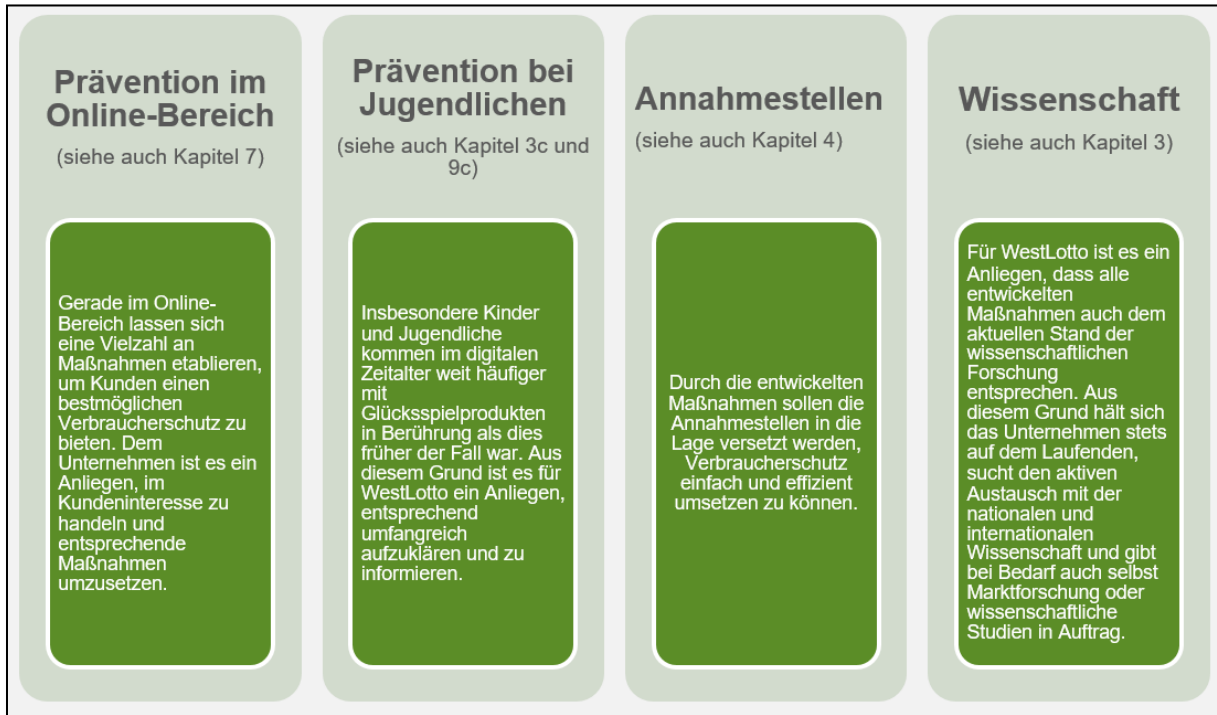 Prävention im
Online-Bereich
(siehe auch Kapitel 7)
Gerade im Online-
Bereich lassen sich
eine Vielzahl an
Maßnahmen etablieren,
um Kunden einen
bestmöglichen
Verbraucherschutz zu
bieten. Dem
Unternehmen ist es ein
Anliegen, im
Kundeninteresse zu
handeln und
entsprechende
Maßnahmen
umzusetzen.
Prävention bei
Jugendlichen
(siehe auch Kapitel 3c und
9c)
Insbesondere Kinder
und Jugendliche
kommen im digitalen
Zeitalter weit häufiger
mit
Glücksspielprodukten
in Berührung als dies
früher der Fall war. Aus
diesem Grund ist es für
WestLotto ein Anliegen,
entsprechend
umfangreich
aufzuklären und zu
informieren.
Annahmestellen
(siehe auch Kapitel 4)
Durch die entwickelten
Maßnahmen sollen die
Annahmestellen in die
Lage versetzt werden,
Verbraucherschutz
einfach und effizient
umsetzen zu können.
Wissenschaft
(siehe auch Kapitel 3)
Für WestLotto ist es ein
Anliegen, dass alle
entwickelten
Maßnahmen auch dem
aktuellen Stand der
wissenschaftlichen
Forschung
entsprechen. Aus
diesem Grund hält sich
das Unternehmen stets
auf dem Laufenden,
sucht den aktiven
Austausch mit der
nationalen und
internationalen
Wissenschaft und gibt
bei Bedarf auch selbst
Marktforschung oder
wissenschaftliche
Studien in Auftrag.